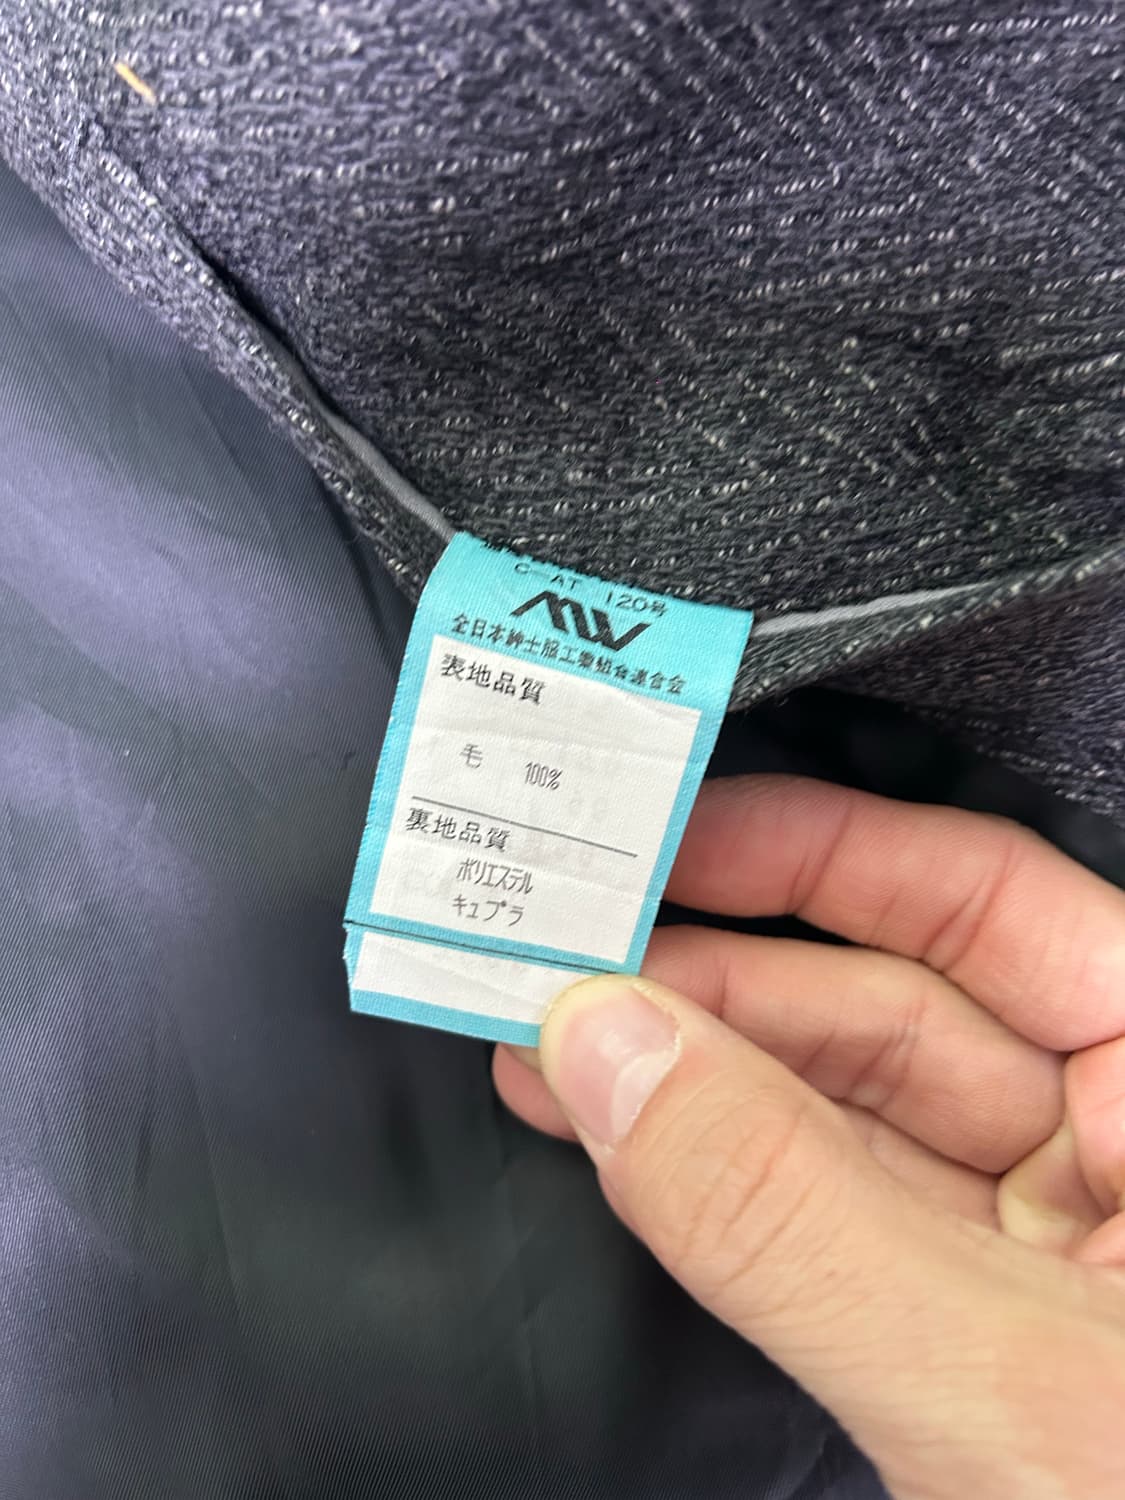 C-AT 120号
全日本紳士服工業組合連合会
表地品質
毛 100%
裏地品質
ポリエステル
キュプラ